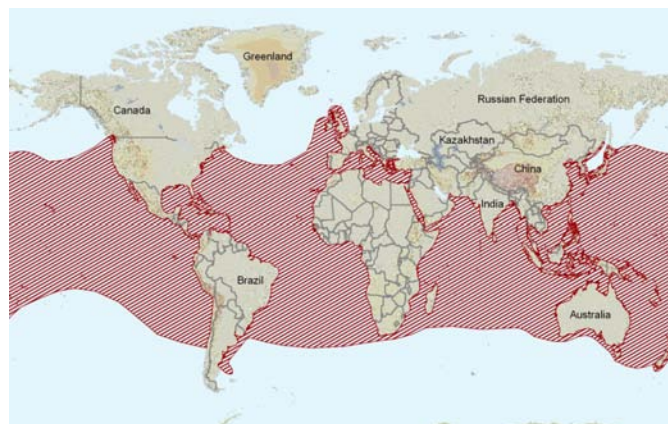 Greenland
Canada
Russian Federation
Kazakhstan
China
India
Brazil
Australia